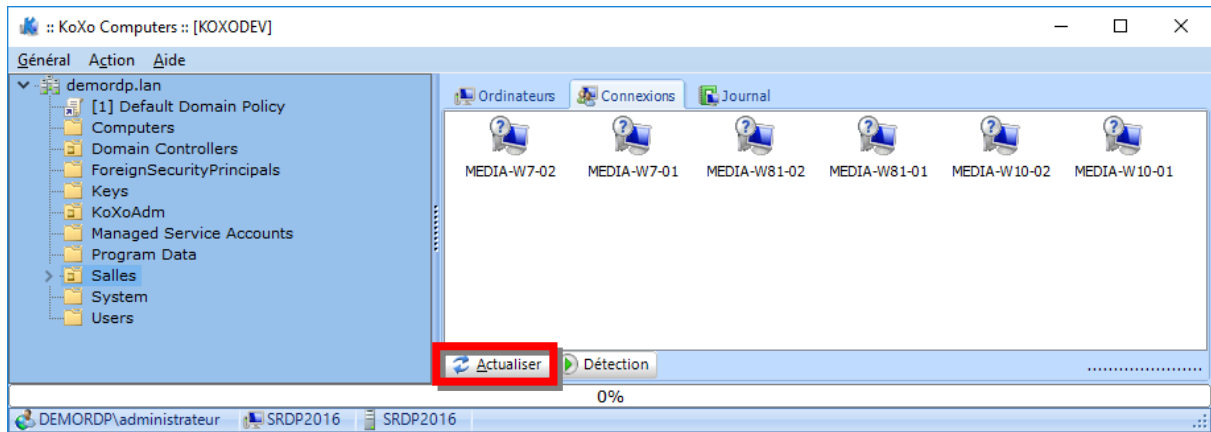 :: KoXo Computers :: [KOXODEV]
Général Action Aide
demordp.lan
[1] Default Domain Policy
Computers
Domain Controllers
ForeignSecurityPrincipals
Keys
KoXoAdm
Managed Service Accounts
Program Data
Salles
System
Users
Ordinateurs Connexions Journal
MEDIA-W7-02 MEDIA-W7-01 MEDIA-W81-02 MEDIA-W81-01 MEDIA-W10-02 MEDIA-W10-01
Actualiser Détection
0%
DEMORDP\administrateur SRDP2016 SRDP2016